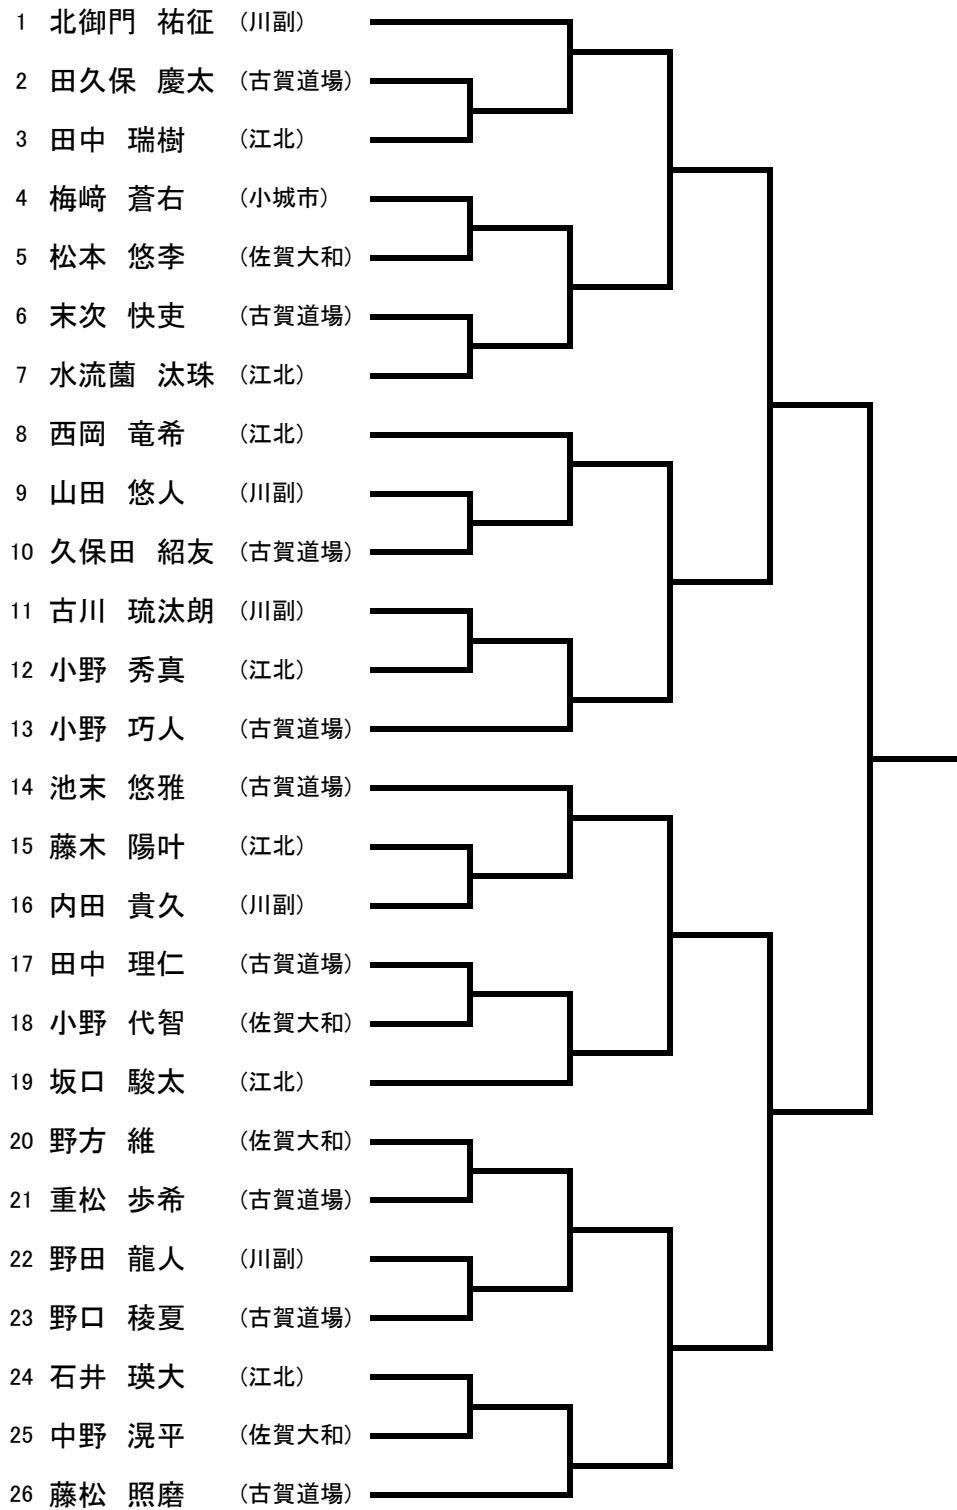 1 北御門 祐征 (川副)
2 田久保 慶太 (古賀道場)
3 田中 瑞樹 (江北)
4 梅﨑 蒼右 (小城市)
5 松本 悠李 (佐賀大和)
6 末次 快吏 (古賀道場)
7 水流薗 汰珠 (江北)
8 西岡 竜希 (江北)
9 山田 悠人 (川副)
10 久保田 紹友 (古賀道場)
11 古川 琉汰朗 (川副)
12 小野 秀真 (江北)
13 小野 巧人 (古賀道場)
14 池末 悠雅 (古賀道場)
15 藤木 陽叶 (江北)
16 内田 貴久 (川副)
17 田中 理仁 (古賀道場)
18 小野 代智 (佐賀大和)
19 坂口 駿太 (江北)
20 野方 維 (佐賀大和)
21 重松 歩希 (古賀道場)
22 野田 龍人 (川副)
23 野口 稜夏 (古賀道場)
24 石井 瑛大 (江北)
25 中野 滉平 (佐賀大和)
26 藤松 照磨 (古賀道場)